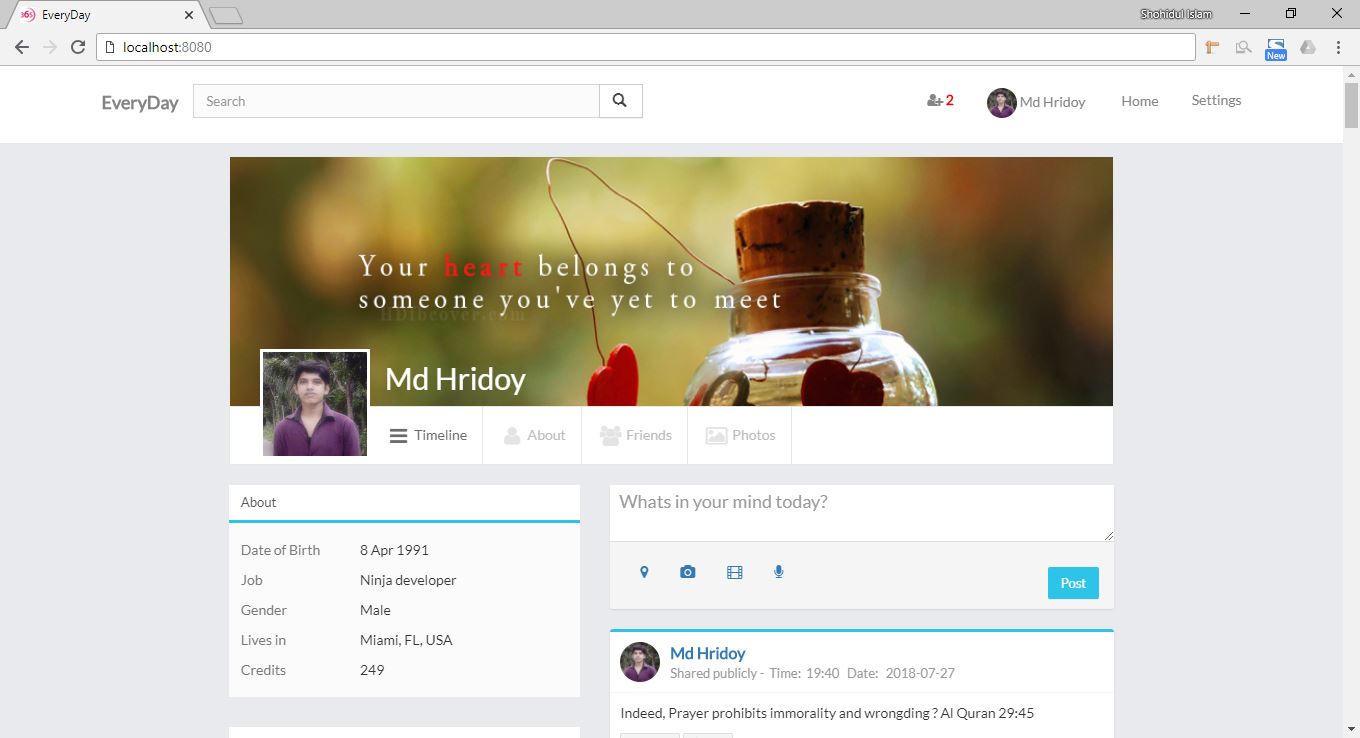 365 EveryDay
Shohidul Islam
localhost:8080
New
EveryDay
Search
2
Md Hridoy
Home
Settings
Your heart belongs to
someone you've yet to meet
Md Hridoy
Timeline
About
Friends
Photos
About
Date of Birth 8 Apr 1991
Job Ninja developer
Gender Male
Lives in Miami, FL, USA
Credits 249
Whats in your mind today?
Post
Md Hridoy
Shared publicly - Time: 19:40 Date: 2018-07-27
Indeed, Prayer prohibits immorality and wrongding ? Al Quran 29:45